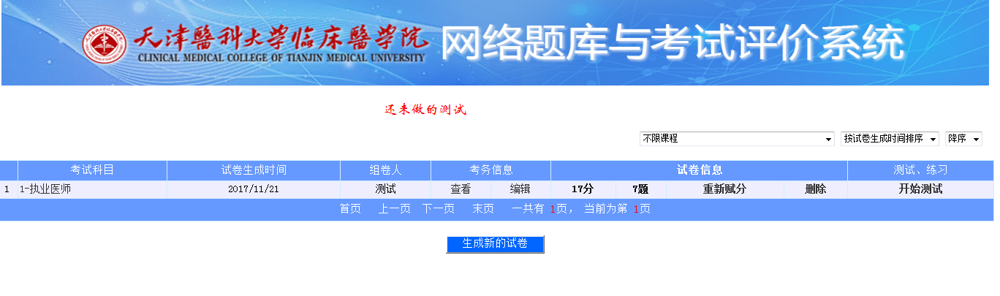 天津醫科大学临床醫学院 网络题库与考试评价系统
CLINICAL MEDICAL COLLEGE OF TIANJIN MEDICAL UNIVERSITY
还未做的测试
不限课程 按试卷生成时间排序 降序
考试科目 试卷生成时间 组卷人 考务信息 试卷信息 测试、练习
1 1-执业医师 2017/11/21 测试 查看 编辑 17分 7题 重新赋分 删除 开始测试
首页 上一页 下一页 末页 一共有 1页, 当前为第 1页
生成新的试卷